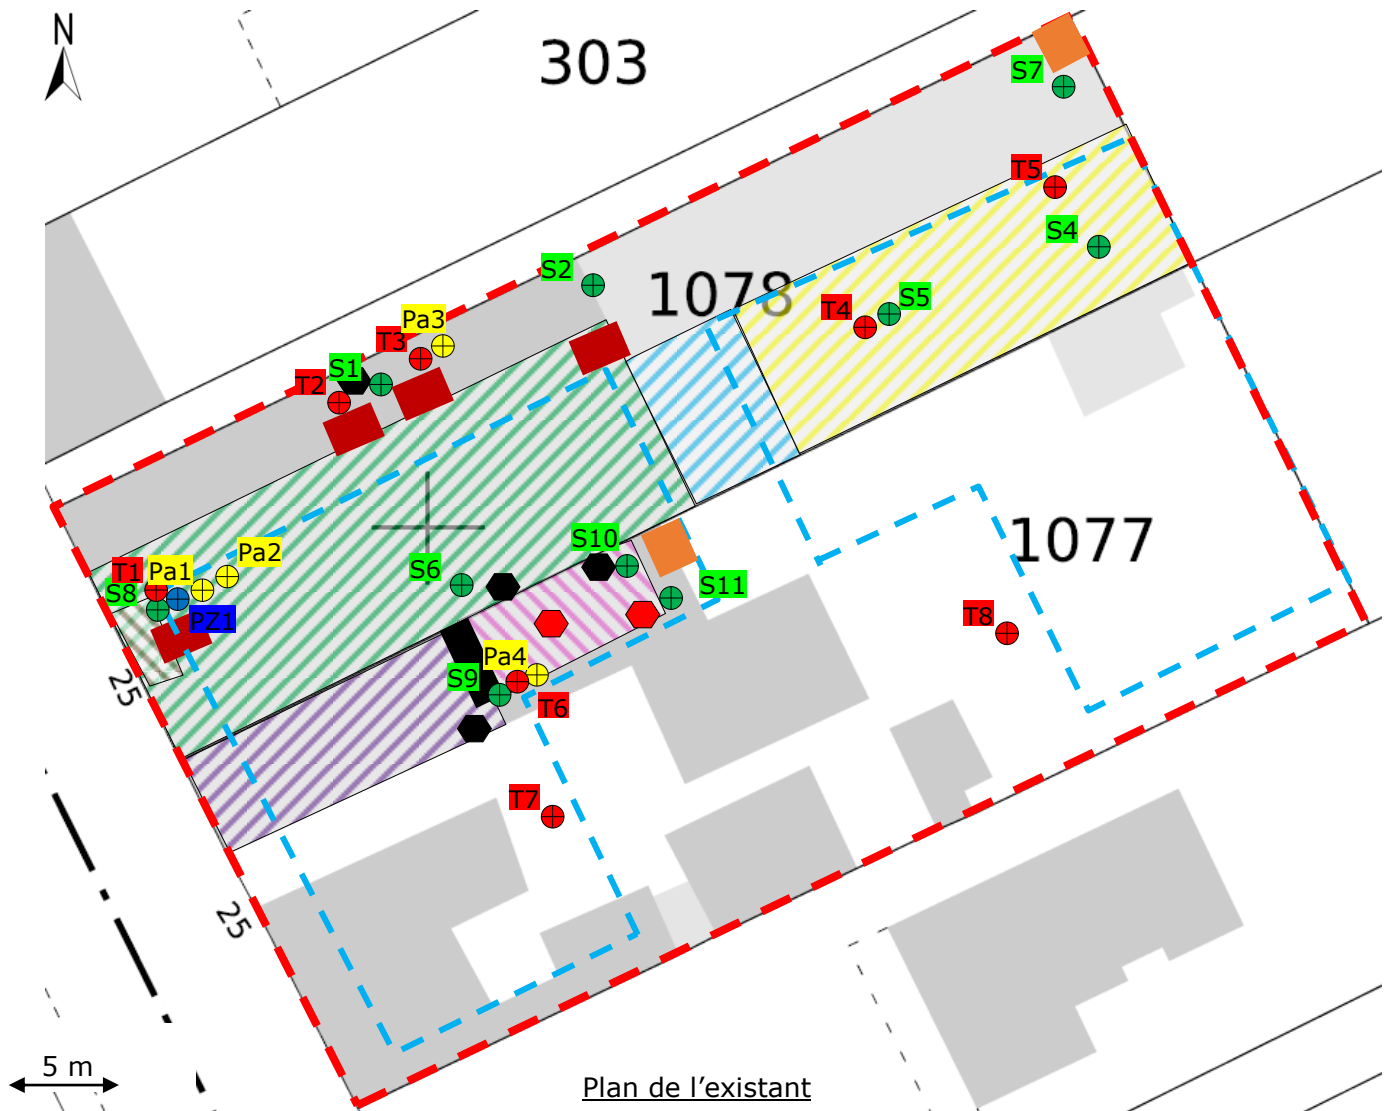 N
303
S7
T5
S4
S2
1078
T4
S5
Pa3
T3
S1
T2
1077
S10
Pa2
T1
Pa1
S6
S8
S11
PZ1
T8
Pa4
S9
25
T6
T7
25
5 m
Plan de l’existant